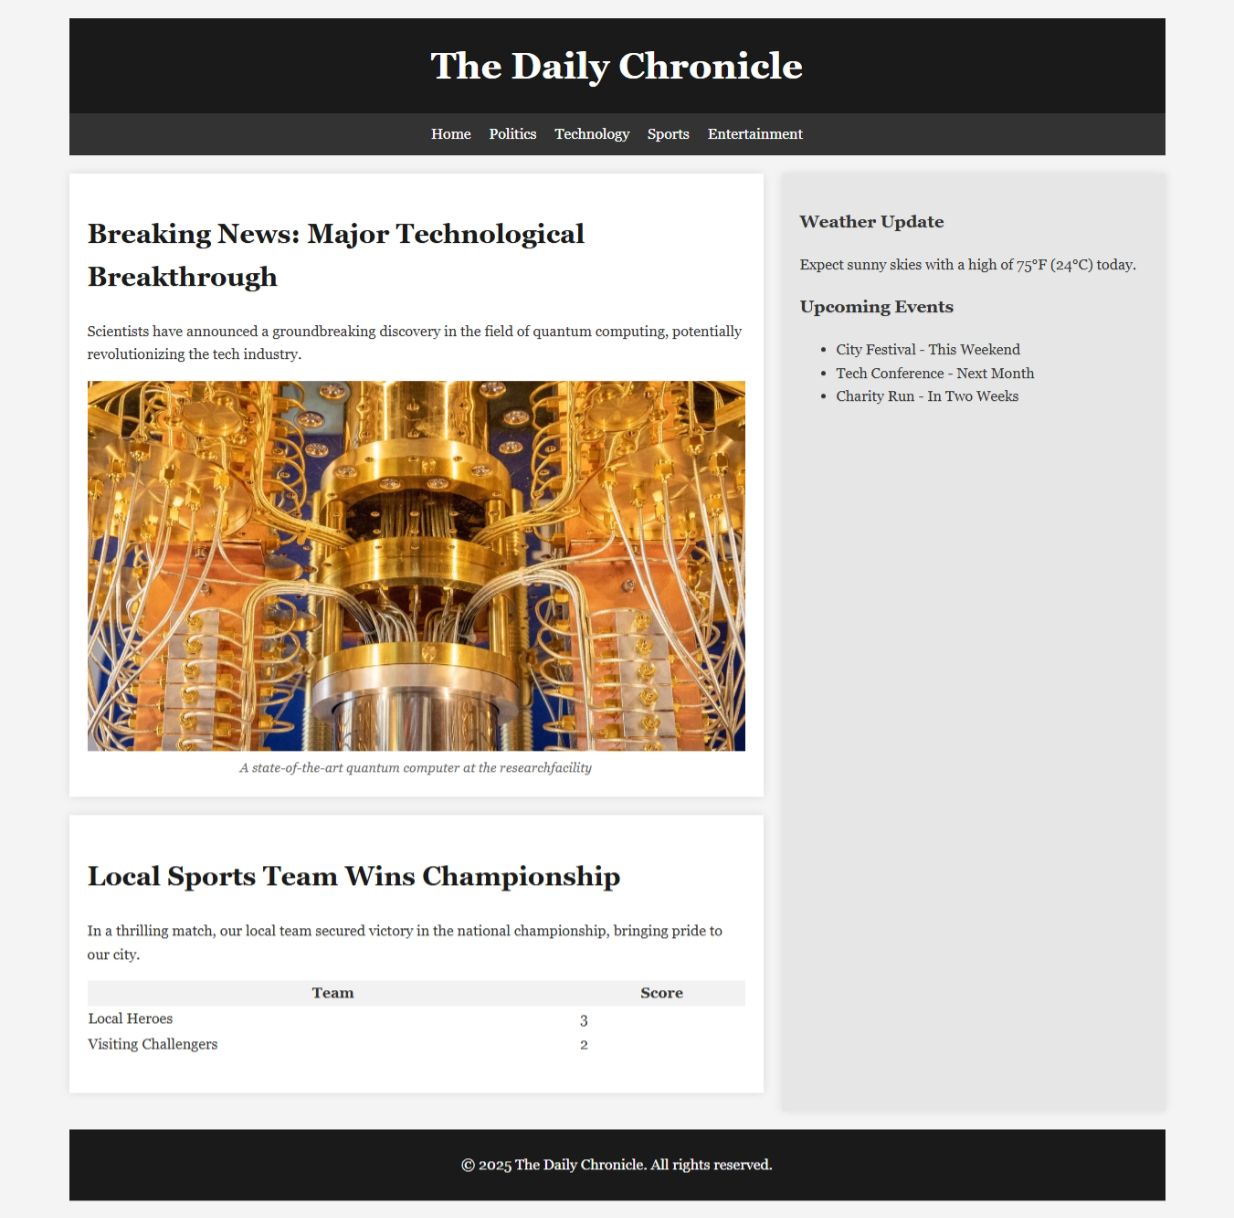 The Daily Chronicle
Home Politics Technology Sports Entertainment
Breaking News: Major Technological
Breakthrough
Scientists have announced a groundbreaking discovery in the field of quantum computing, potentially
revolutionizing the tech industry.
A state-of-the-art quantum computer at the researchfacility
Local Sports Team Wins Championship
In a thrilling match, our local team secured victory in the national championship, bringing pride to
our city.
Team Score
Local Heroes 3
Visiting Challengers 2
Weather Update
Expect sunny skies with a high of 75°F (24°C) today.
Upcoming Events
• City Festival - This Weekend
• Tech Conference - Next Month
• Charity Run - In Two Weeks
© 2025 The Daily Chronicle. All rights reserved.